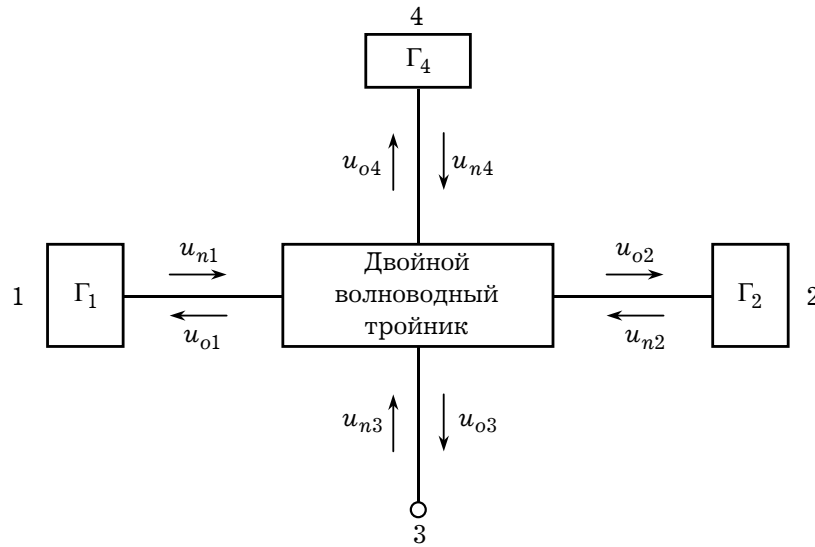 4
Γ₄
uₒ₄ uₙ₄
uₙ₁ uₒ₂
1 Γ₁ Двойной волноводный тройник Γ₂ 2
uₒ₁ uₙ₂
uₙ₃ uₒ₃
3